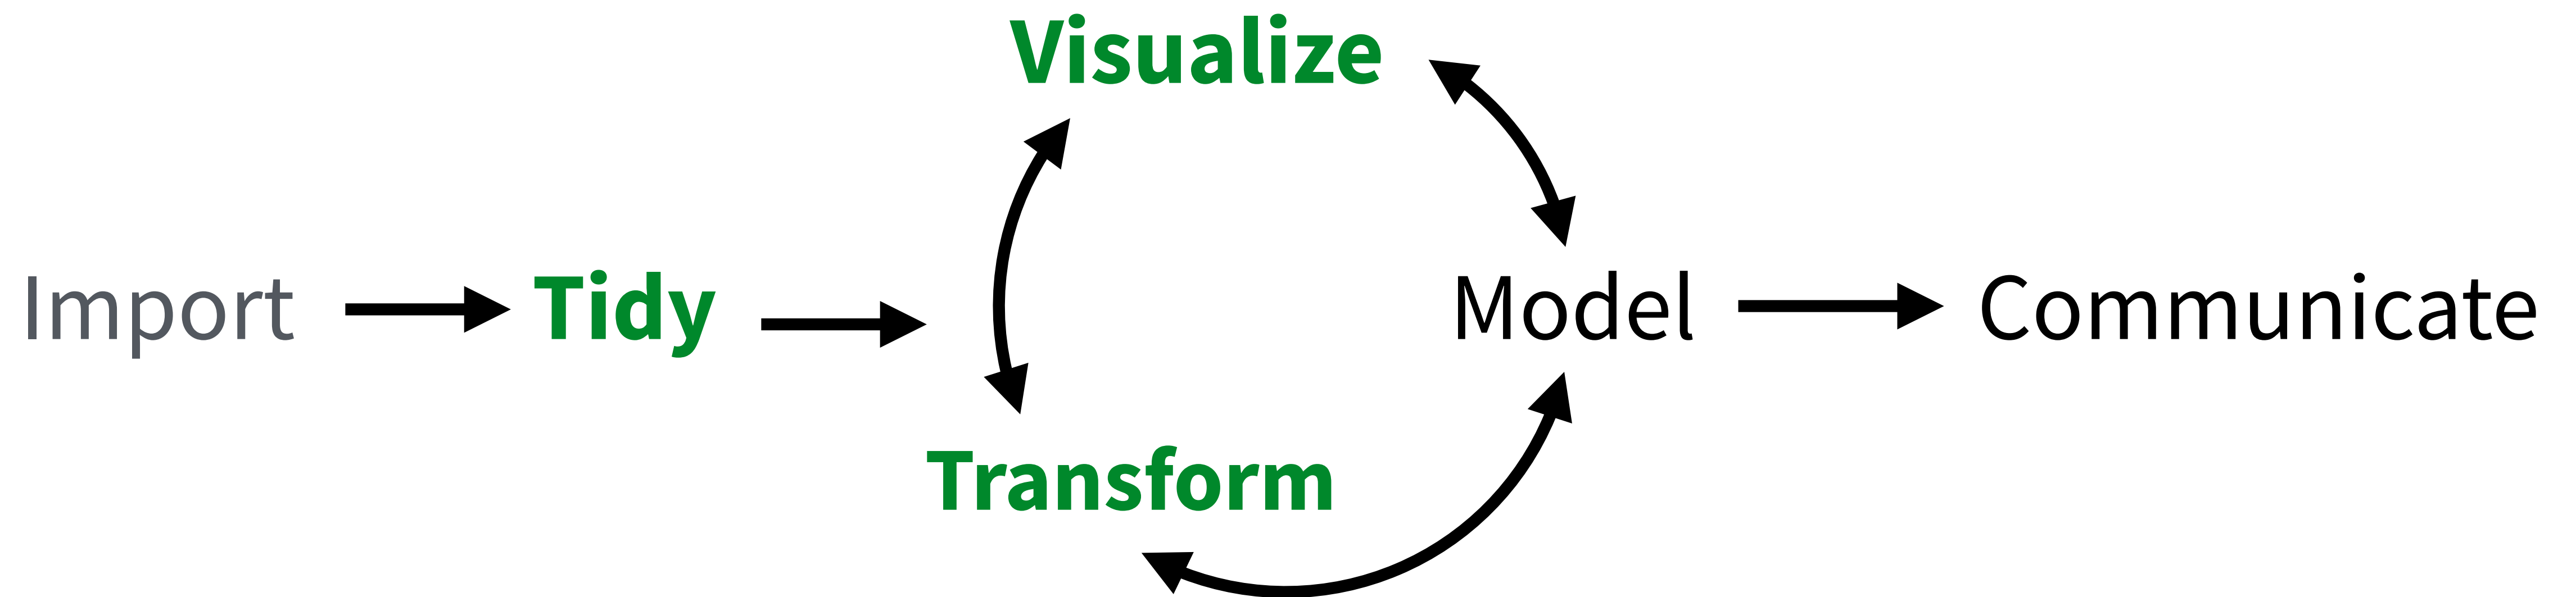 Visualize
Import
Tidy
Model
Communicate
Transform